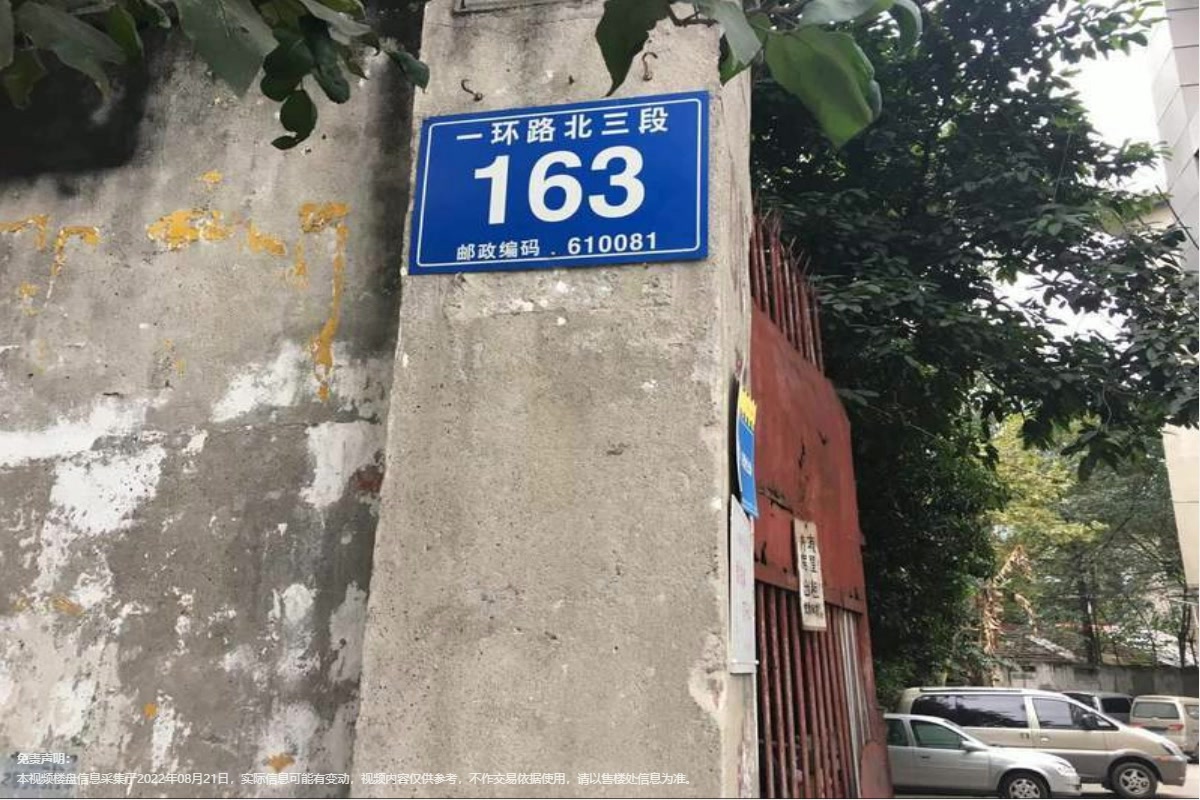 一环路北三段
163
邮政编码．610081
免责声明：
本视频楼盘信息采集于2022年08月21日，实际信息可能有变动，视频内容仅供参考，不作交易依据使用，请以售楼处信息为准。